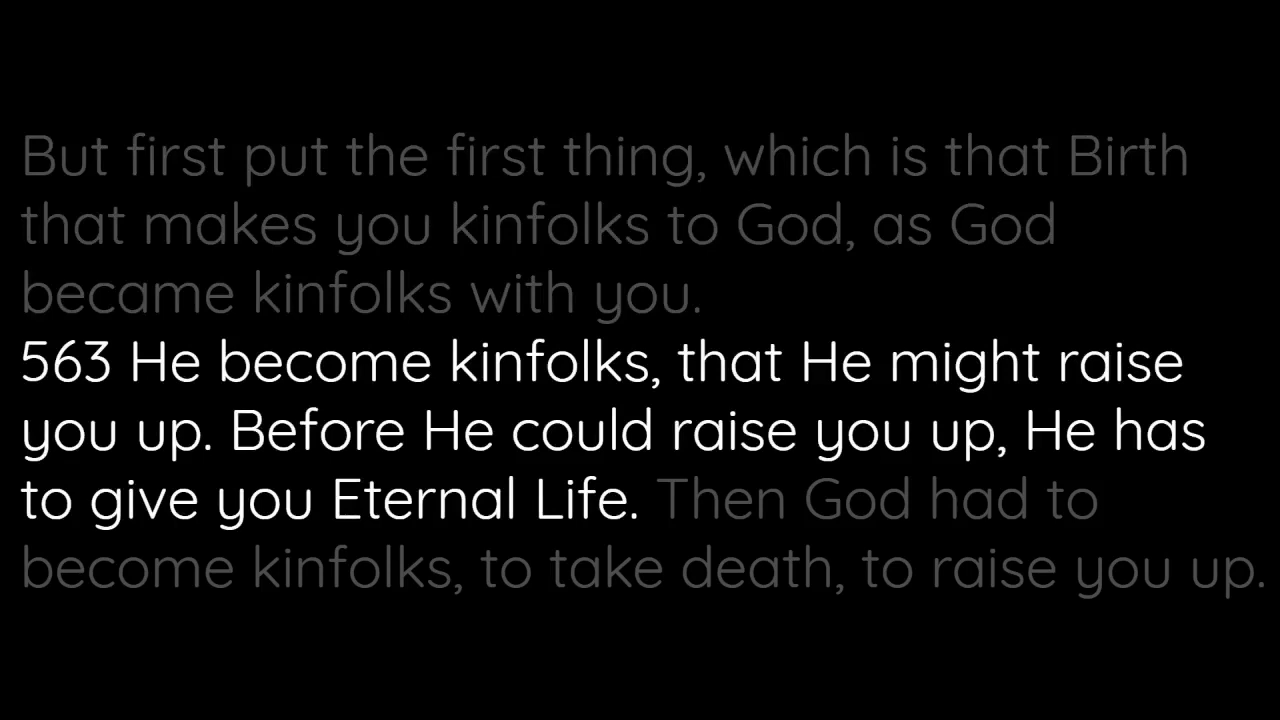 But first put the first thing, which is that Birth
that makes you kinfolks to God, as God
became kinfolks with you.
563 He become kinfolks, that He might raise
you up. Before He could raise you up, He has
to give you Eternal Life. Then God had to
become kinfolks, to take death, to raise you up.